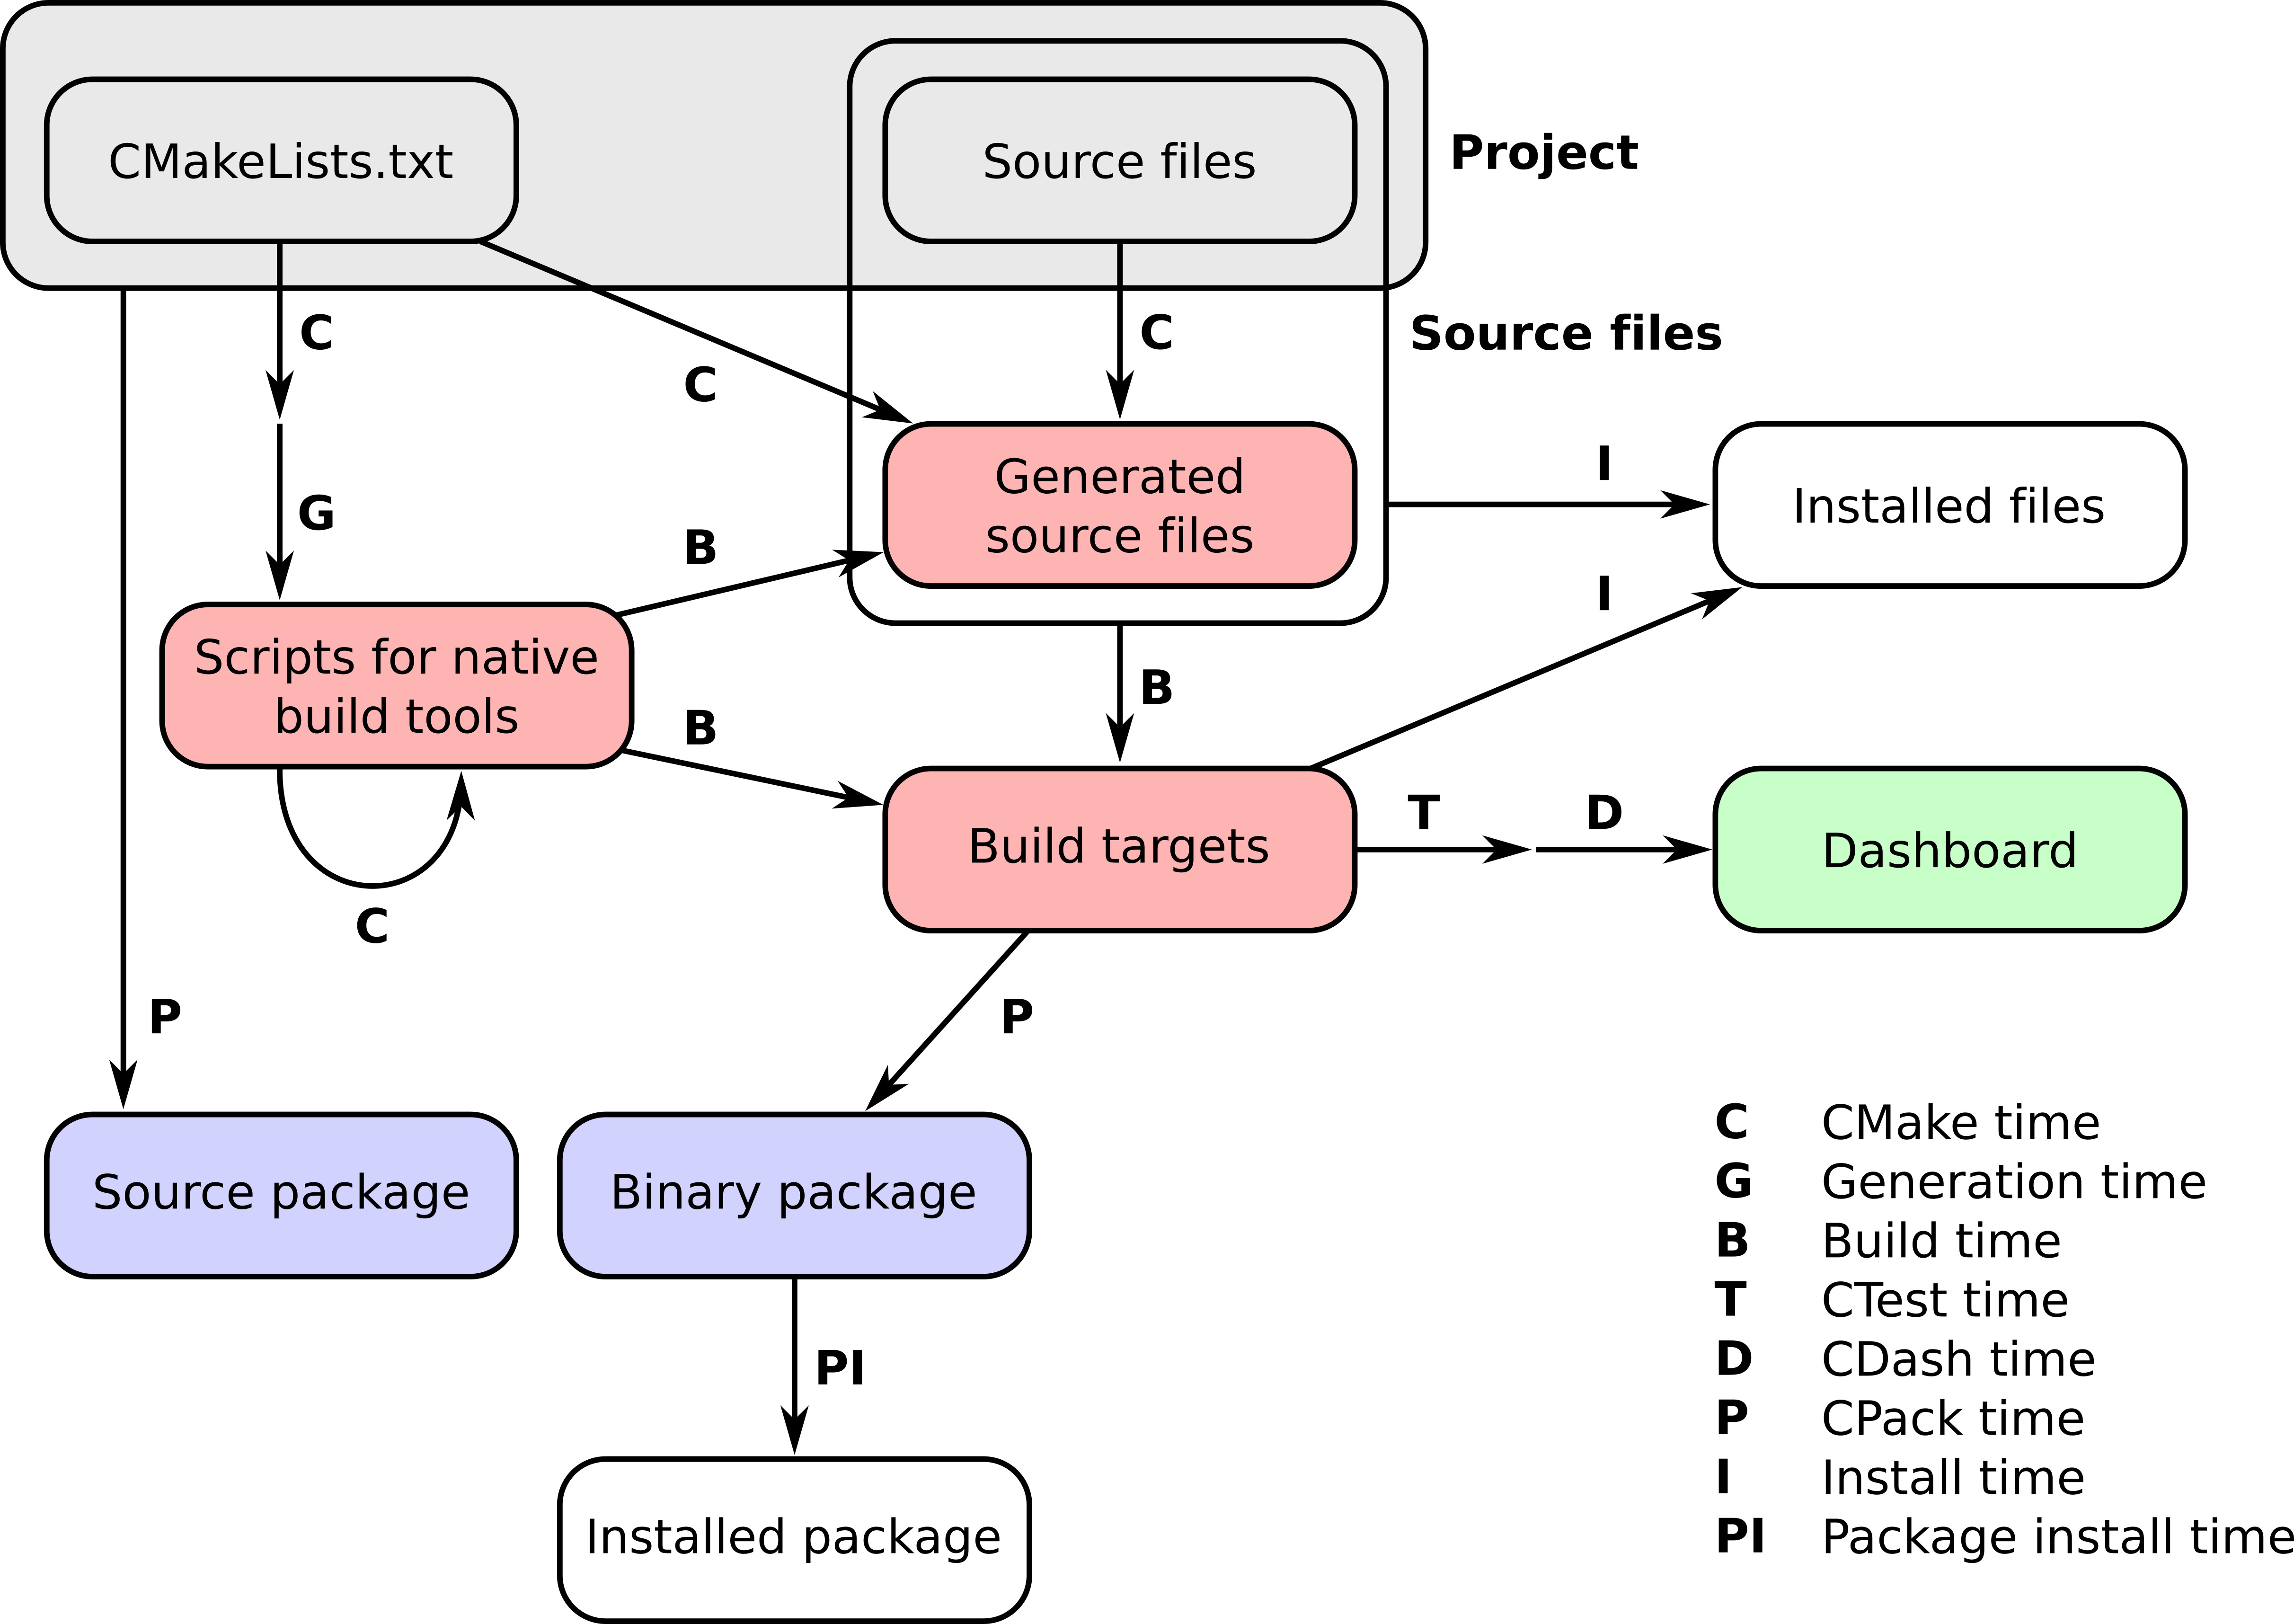 CMakeLists.txt
Source files
Project
C
C
Source files
C
G
B
Generated
source files
I
Installed files
I
Scripts for native
build tools
B
B
C
Build targets
T
D
Dashboard
P
P
Source package
Binary package
PI
Installed package
C CMake time
G Generation time
B Build time
T CTest time
D CDash time
P CPack time
I Install time
PI Package install time